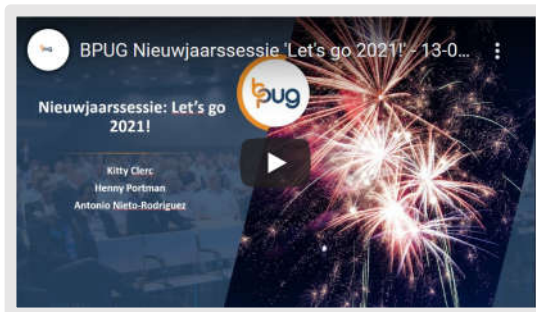 BPUG Nieuwjaarssessie 'Let's go 2021!' - 13-0...
bpug
Nieuwjaarssessie: Let's go
2021!
Kitty Clerc
Henny Portman
Antonio Nieto-Rodriguez